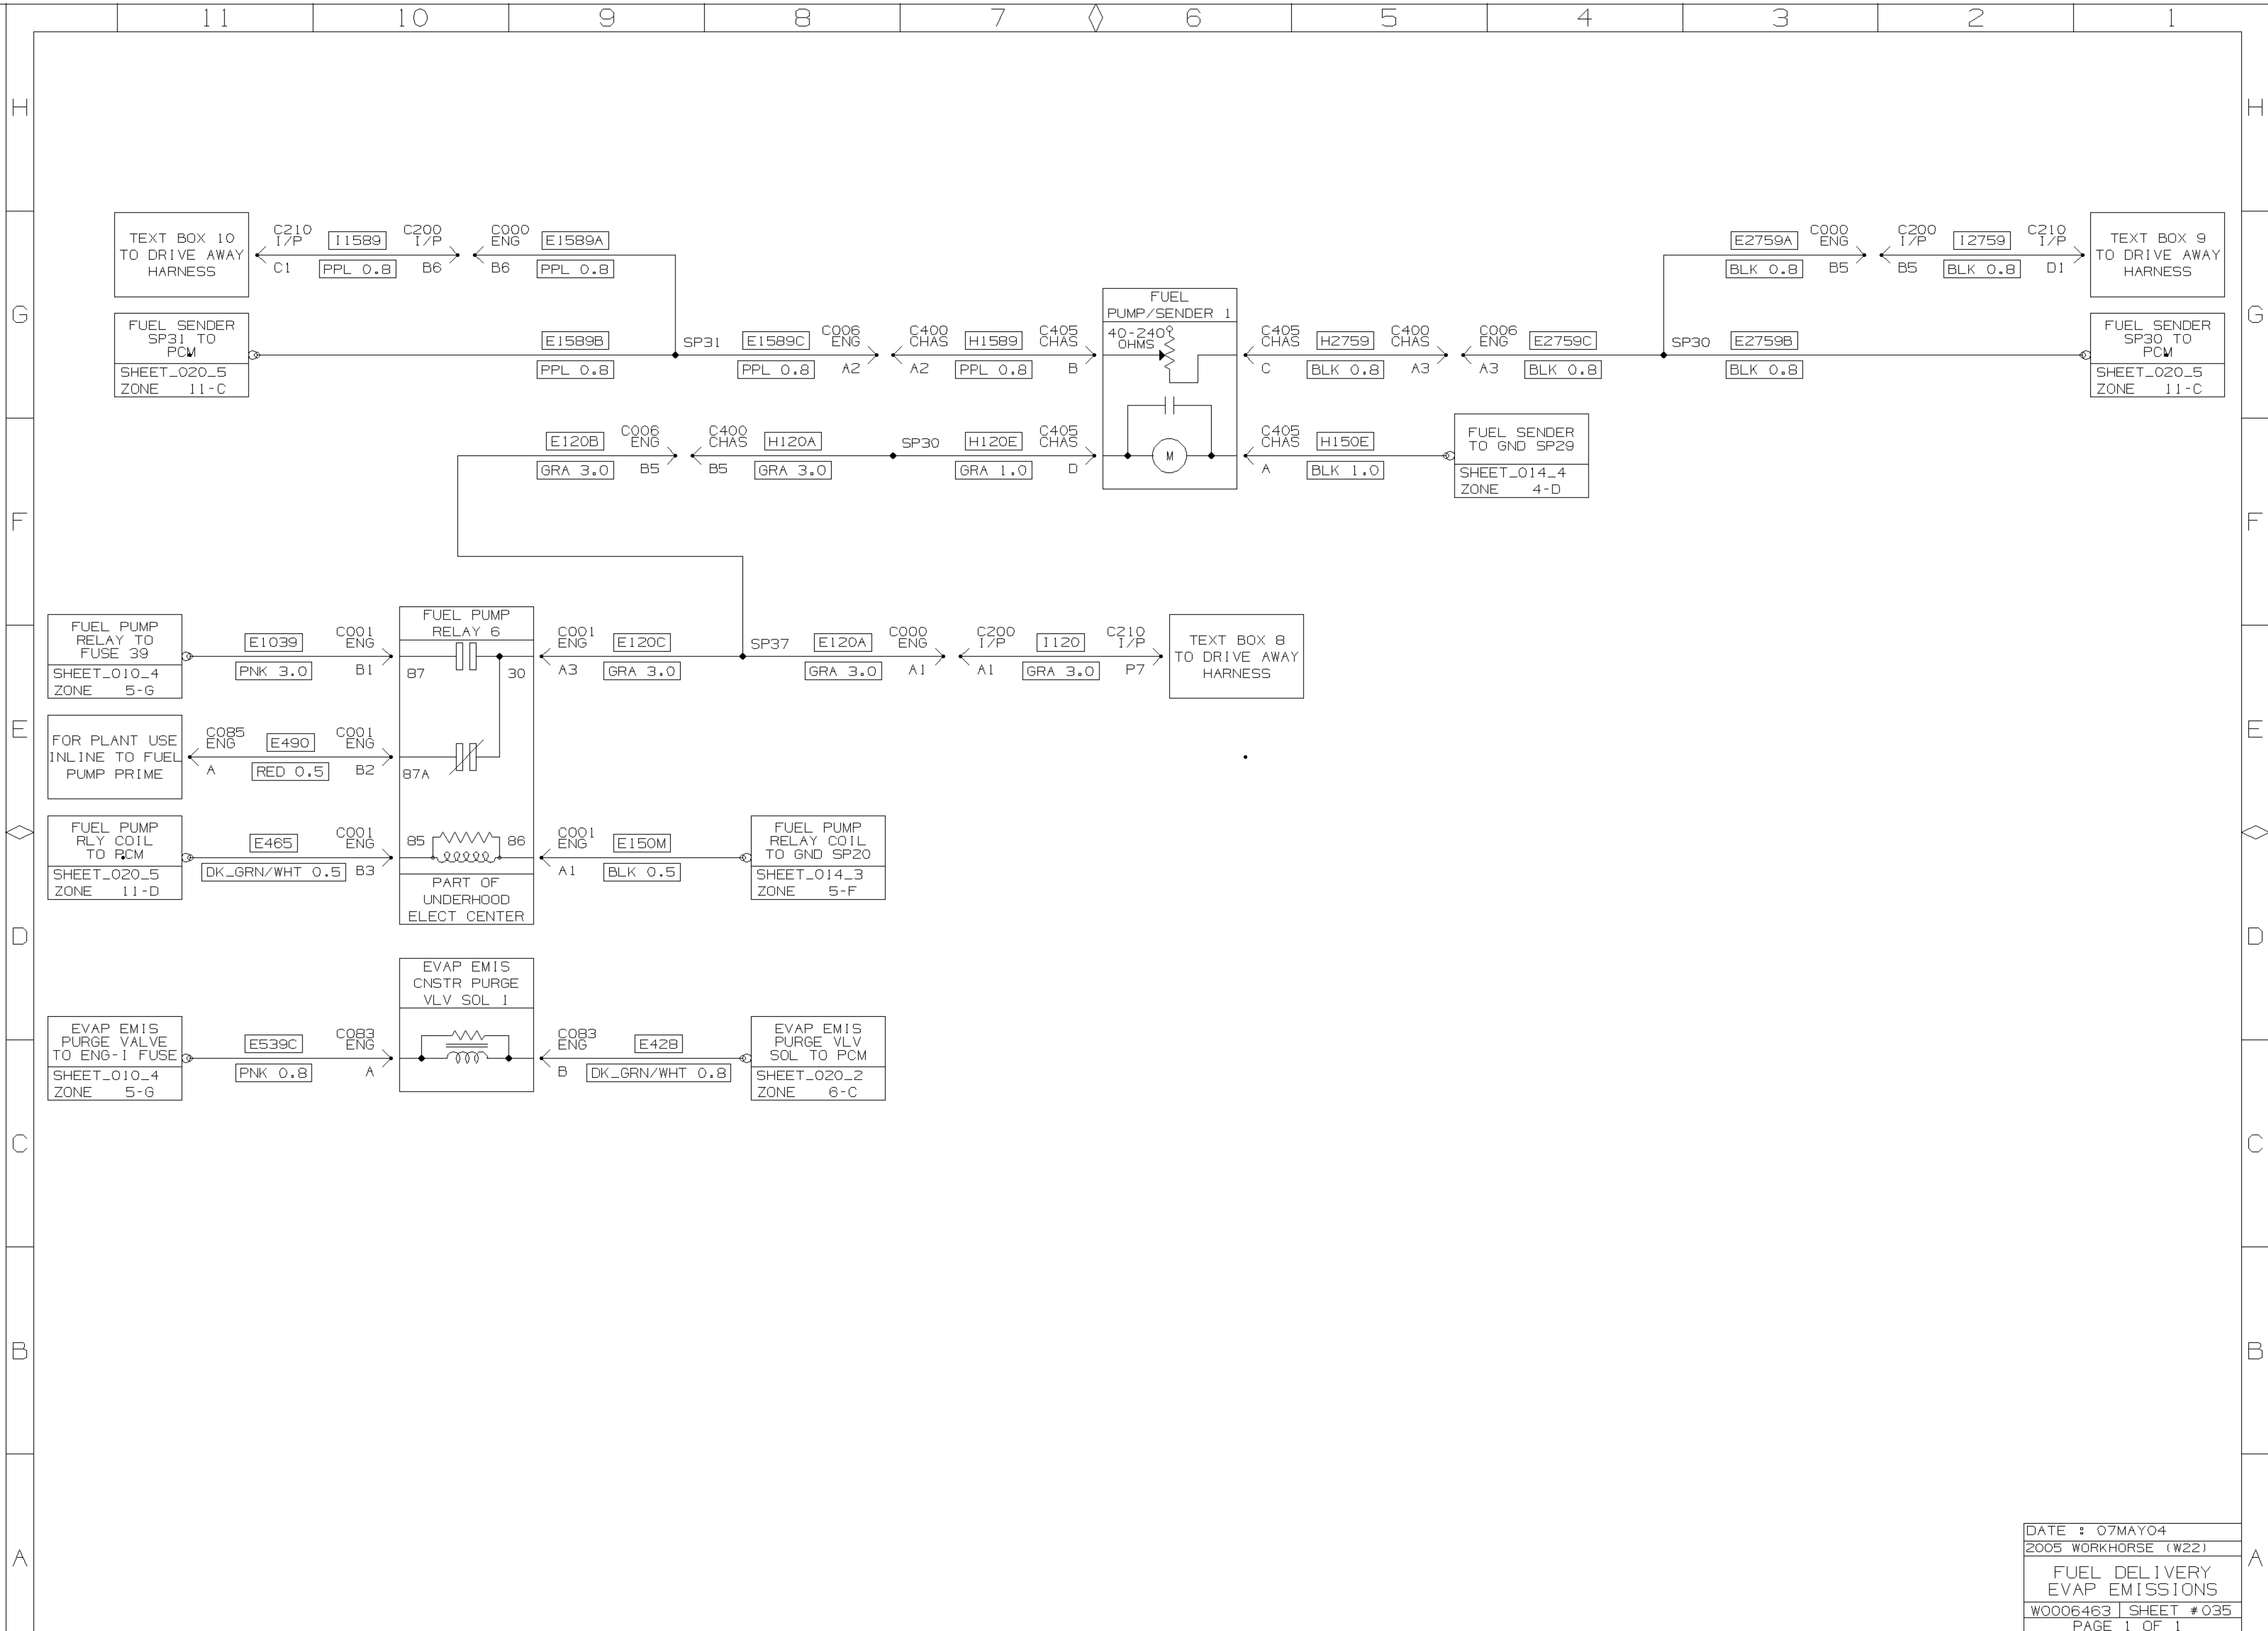 11 10 9 8 7 6 5 4 3 2 1
H H
G G
F F
E E
D D
C C
B B
A A
TEXT BOX 10
TO DRIVE AWAY
HARNESS
C210
I/P
C1
I1589
PPL 0.8
C200
I/P
B6
C000
ENG
B6
E1589A
PPL 0.8
FUEL SENDER
SP31 TO
PCM
SHEET_020_5
ZONE 11-C
E1589B
PPL 0.8
SP31
E1589C
PPL 0.8
C006
ENG
A2
C400
CHAS
A2
H1589
PPL 0.8
C405
CHAS
B
FUEL
PUMP/SENDER 1
40-240
OHMS
M
C405
CHAS
C
H2759
BLK 0.8
C400
CHAS
A3
C006
ENG
A3
E2759C
BLK 0.8
SP30
E2759B
BLK 0.8
E2759A
BLK 0.8
C000
ENG
B5
C200
I/P
B5
I2759
BLK 0.8
C210
I/P
D1
TEXT BOX 9
TO DRIVE AWAY
HARNESS
FUEL SENDER
SP30 TO
PCM
SHEET_020_5
ZONE 11-C
E120B
GRA 3.0
C006
ENG
B5
C400
CHAS
B5
H120A
GRA 3.0
SP30
H120E
GRA 1.0
C405
CHAS
D
C405
CHAS
A
H150E
BLK 1.0
FUEL SENDER
TO GND SP29
SHEET_014_4
ZONE 4-D
FUEL PUMP
RELAY TO
FUSE 39
SHEET_010_4
ZONE 5-G
E1039
PNK 3.0
C001
ENG
B1
FUEL PUMP
RELAY 6
87
30
87A
85
86
PART OF
UNDERHOOD
ELECT CENTER
C001
ENG
A3
E120C
GRA 3.0
SP37
E120A
GRA 3.0
C000
ENG
A1
C200
I/P
A1
I120
GRA 3.0
C210
I/P
P7
TEXT BOX 8
TO DRIVE AWAY
HARNESS
FOR PLANT USE
INLINE TO FUEL
PUMP PRIME
C085
ENG
A
E490
RED 0.5
C001
ENG
B2
FUEL PUMP
RLY COIL
TO PCM
SHEET_020_5
ZONE 11-D
E465
DK_GRN/WHT 0.5
C001
ENG
B3
C001
ENG
A1
E150M
BLK 0.5
FUEL PUMP
RELAY COIL
TO GND SP20
SHEET_014_3
ZONE 5-F
EVAP EMIS
PURGE VALVE
TO ENG-I FUSE
SHEET_010_4
ZONE 5-G
E539C
PNK 0.8
C083
ENG
A
EVAP EMIS
CNSTR PURGE
VLV SOL 1
C083
ENG
B
E428
DK_GRN/WHT 0.8
EVAP EMIS
PURGE VLV
SOL TO PCM
SHEET_020_2
ZONE 6-C
DATE : 07MAY04
2005 WORKHORSE (W22)
FUEL DELIVERY
EVAP EMISSIONS
W0006463 SHEET #035
PAGE 1 OF 1